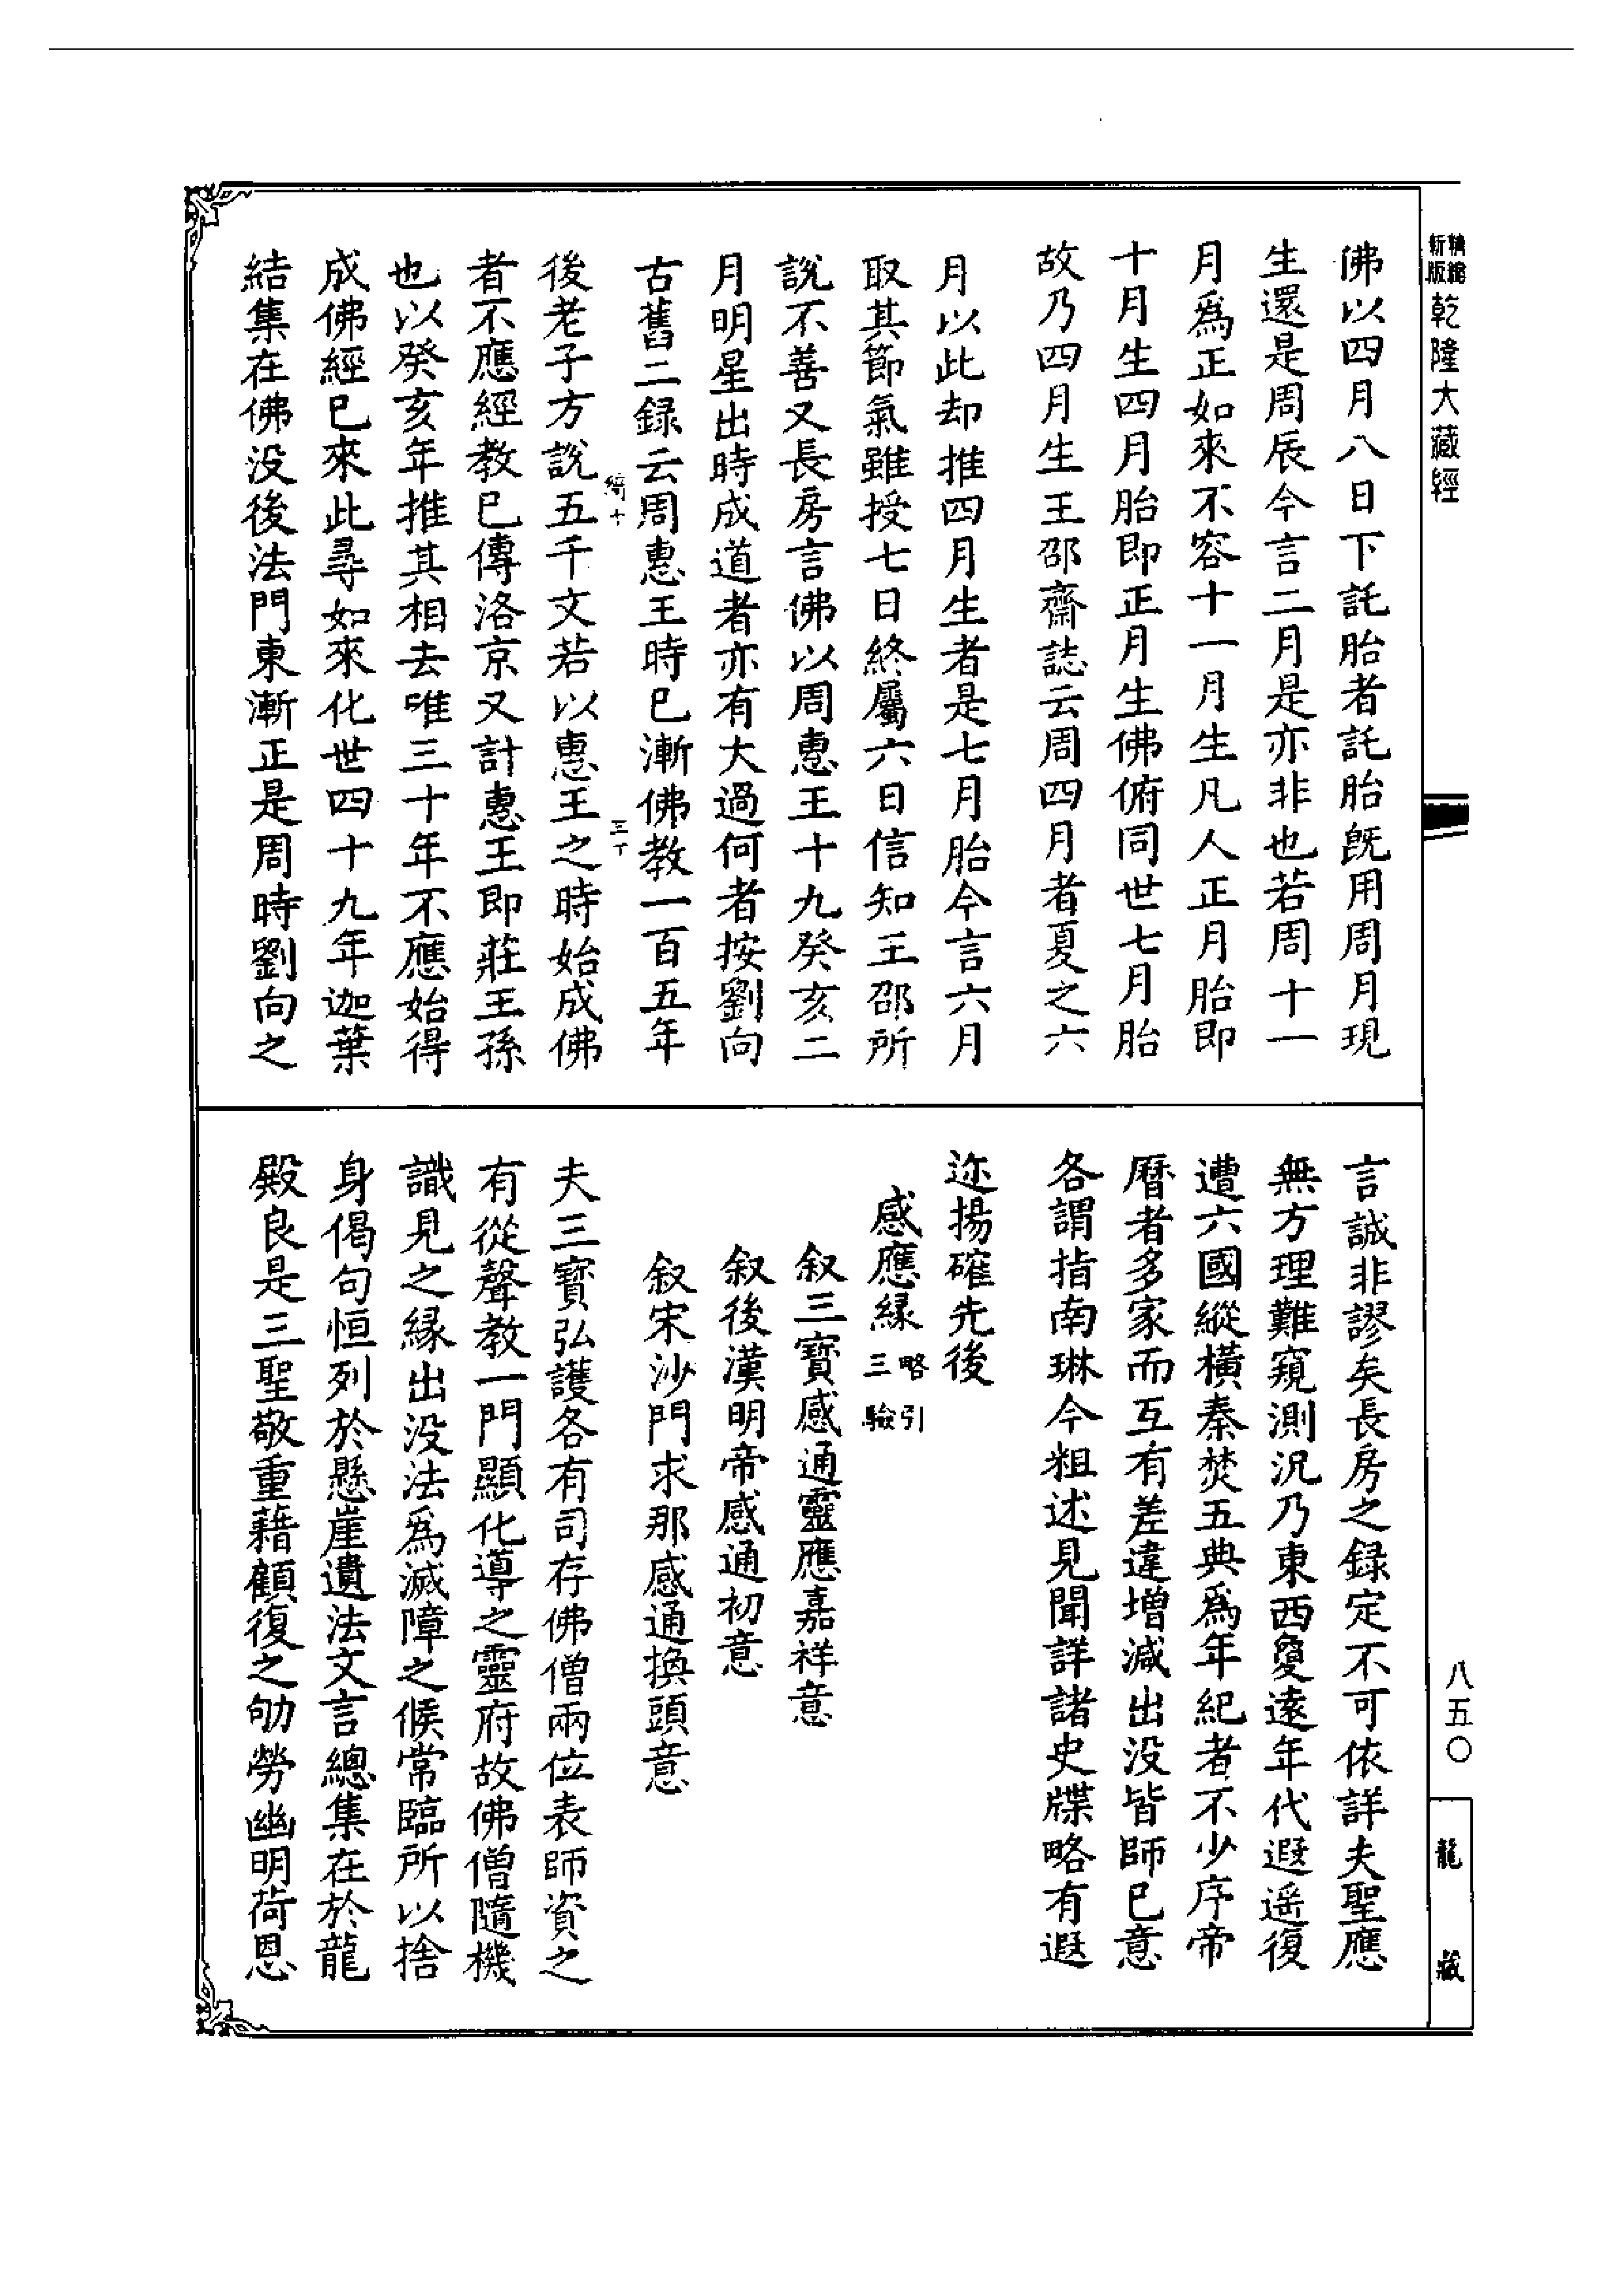 精繪
新版
乾隆大藏經
佛以四月八日下託胎者託胎既用周月現
生還是周辰今言二月是亦非也若周十一
月爲正如來不容十一月生凡人正月胎即
十月生四月胎即正月生佛俯同世七月胎
故乃四月生王邵齋誌云周四月者夏之六
月以此却推四月生者是七月胎今言六月
取其節氣雖授七日終屬六日信知王邵所
說不善又長房言佛以周惠王十九癸亥二
月明星出時成道者亦有大過何者按劉向
古舊二録云周惠王時已漸佛教一百五年
後老子方說五千文若以惠王之時始成佛
者不應經教已傳洛京又計惠王即莊王孫
也以癸亥年推其相去唯三十年不應始得
成佛經已來此尋如來化世四十九年迦葉
結集在佛没後法門東漸正是周時劉向之
言誠非謬矣長房之録定不可依詳夫聖應
無方理難窺測況乃東西敻遠年代遐遥復
遭六國縱橫秦焚五典爲年紀者不少序帝
曆者多家而互有差違增減出没皆師已意
各謂指南琳今粗述見聞詳諸史牒略有遐
迩揚確先後
感應縁 略引三驗
叙三寶感通靈應嘉祥意
叙後漢明帝感通初意
叙宋沙門求那感通換頭意
夫三寶弘護各有司存佛僧兩位表師資之
有從聲教一門顯化導之靈府故佛僧隨機
識見之縁出没法爲滅障之候常臨所以捨
身偈句恒列於懸崖遺法文言總集在於龍
殿良是三聖敬重藉顧復之劬勞幽明荷恩
八五〇
龍藏